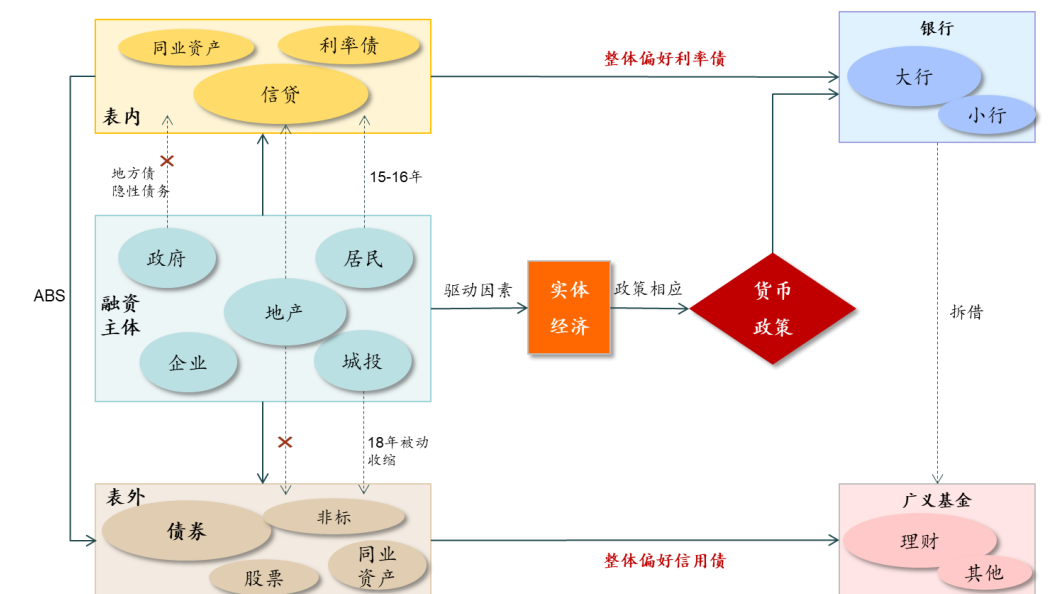 同业资产
利率债
信贷
表内
整体偏好利率债
银行
大行
小行
地方债
隐性债务
15-16年
政府
居民
融资
主体
地产
企业
城投
ABS
驱动因素
实体
经济
政策相应
货币
政策
拆借
18年被动
收缩
表外
债券
非标
股票
同业
资产
整体偏好信用债
广义基金
理财
其他